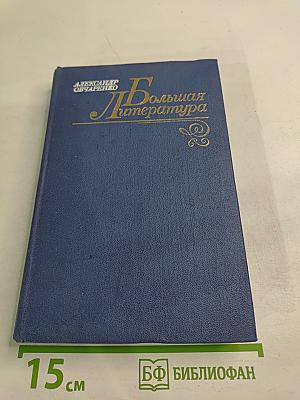 АЛЕКСАНДР
ОВЧАРЕНКО
Большая
Литература
15 см
БФ БИБЛИОФАН